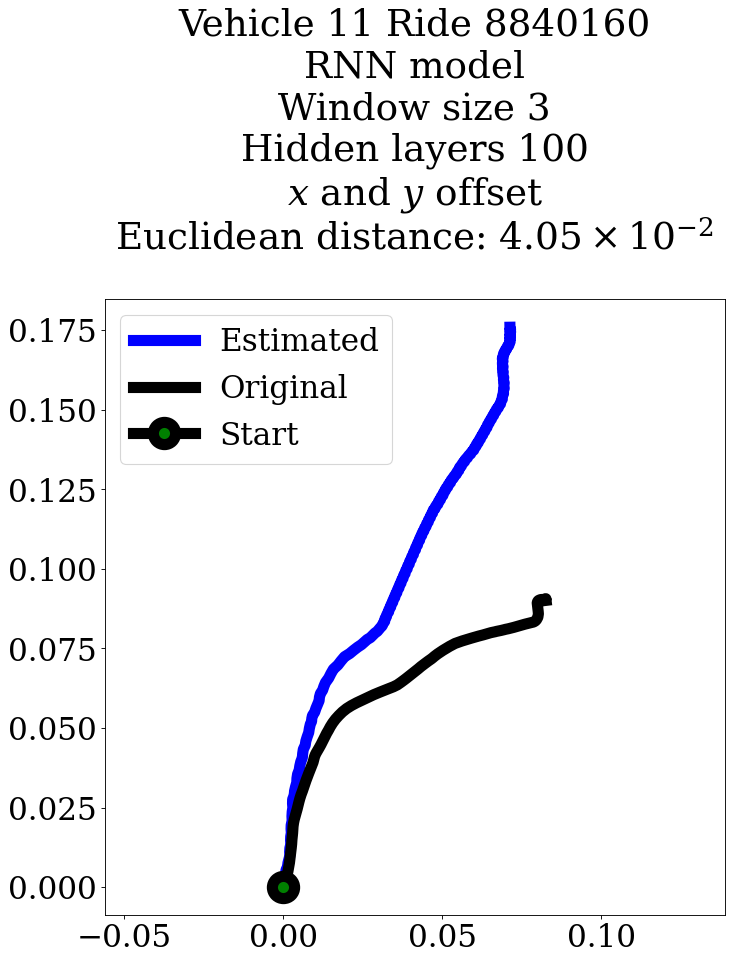 Vehicle 11 Ride 8840160
RNN model
Window size 3
Hidden layers 100
x and y offset
Euclidean distance: 4.05 × 10⁻²
Estimated
Original
Start
0.175
0.150
0.125
0.100
0.075
0.050
0.025
0.000
−0.05 0.00 0.05 0.10